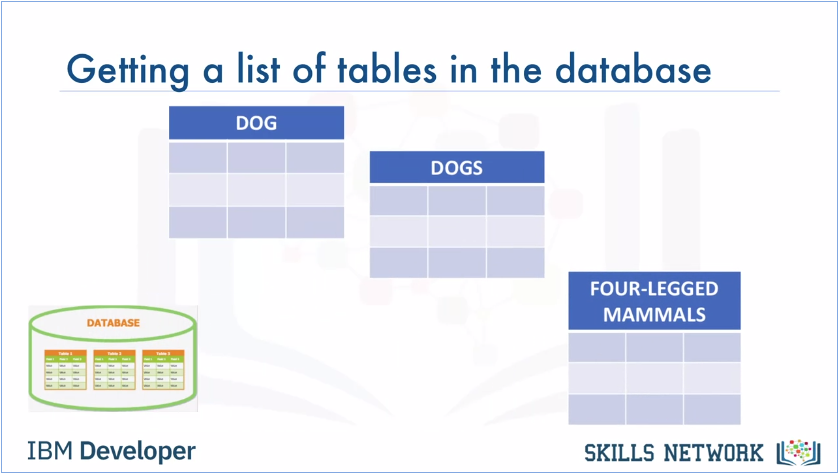 Getting a list of tables in the database
DOG
DOGS
FOUR-LEGGED
MAMMALS
DATABASE
IBM Developer
SKILLS NETWORK